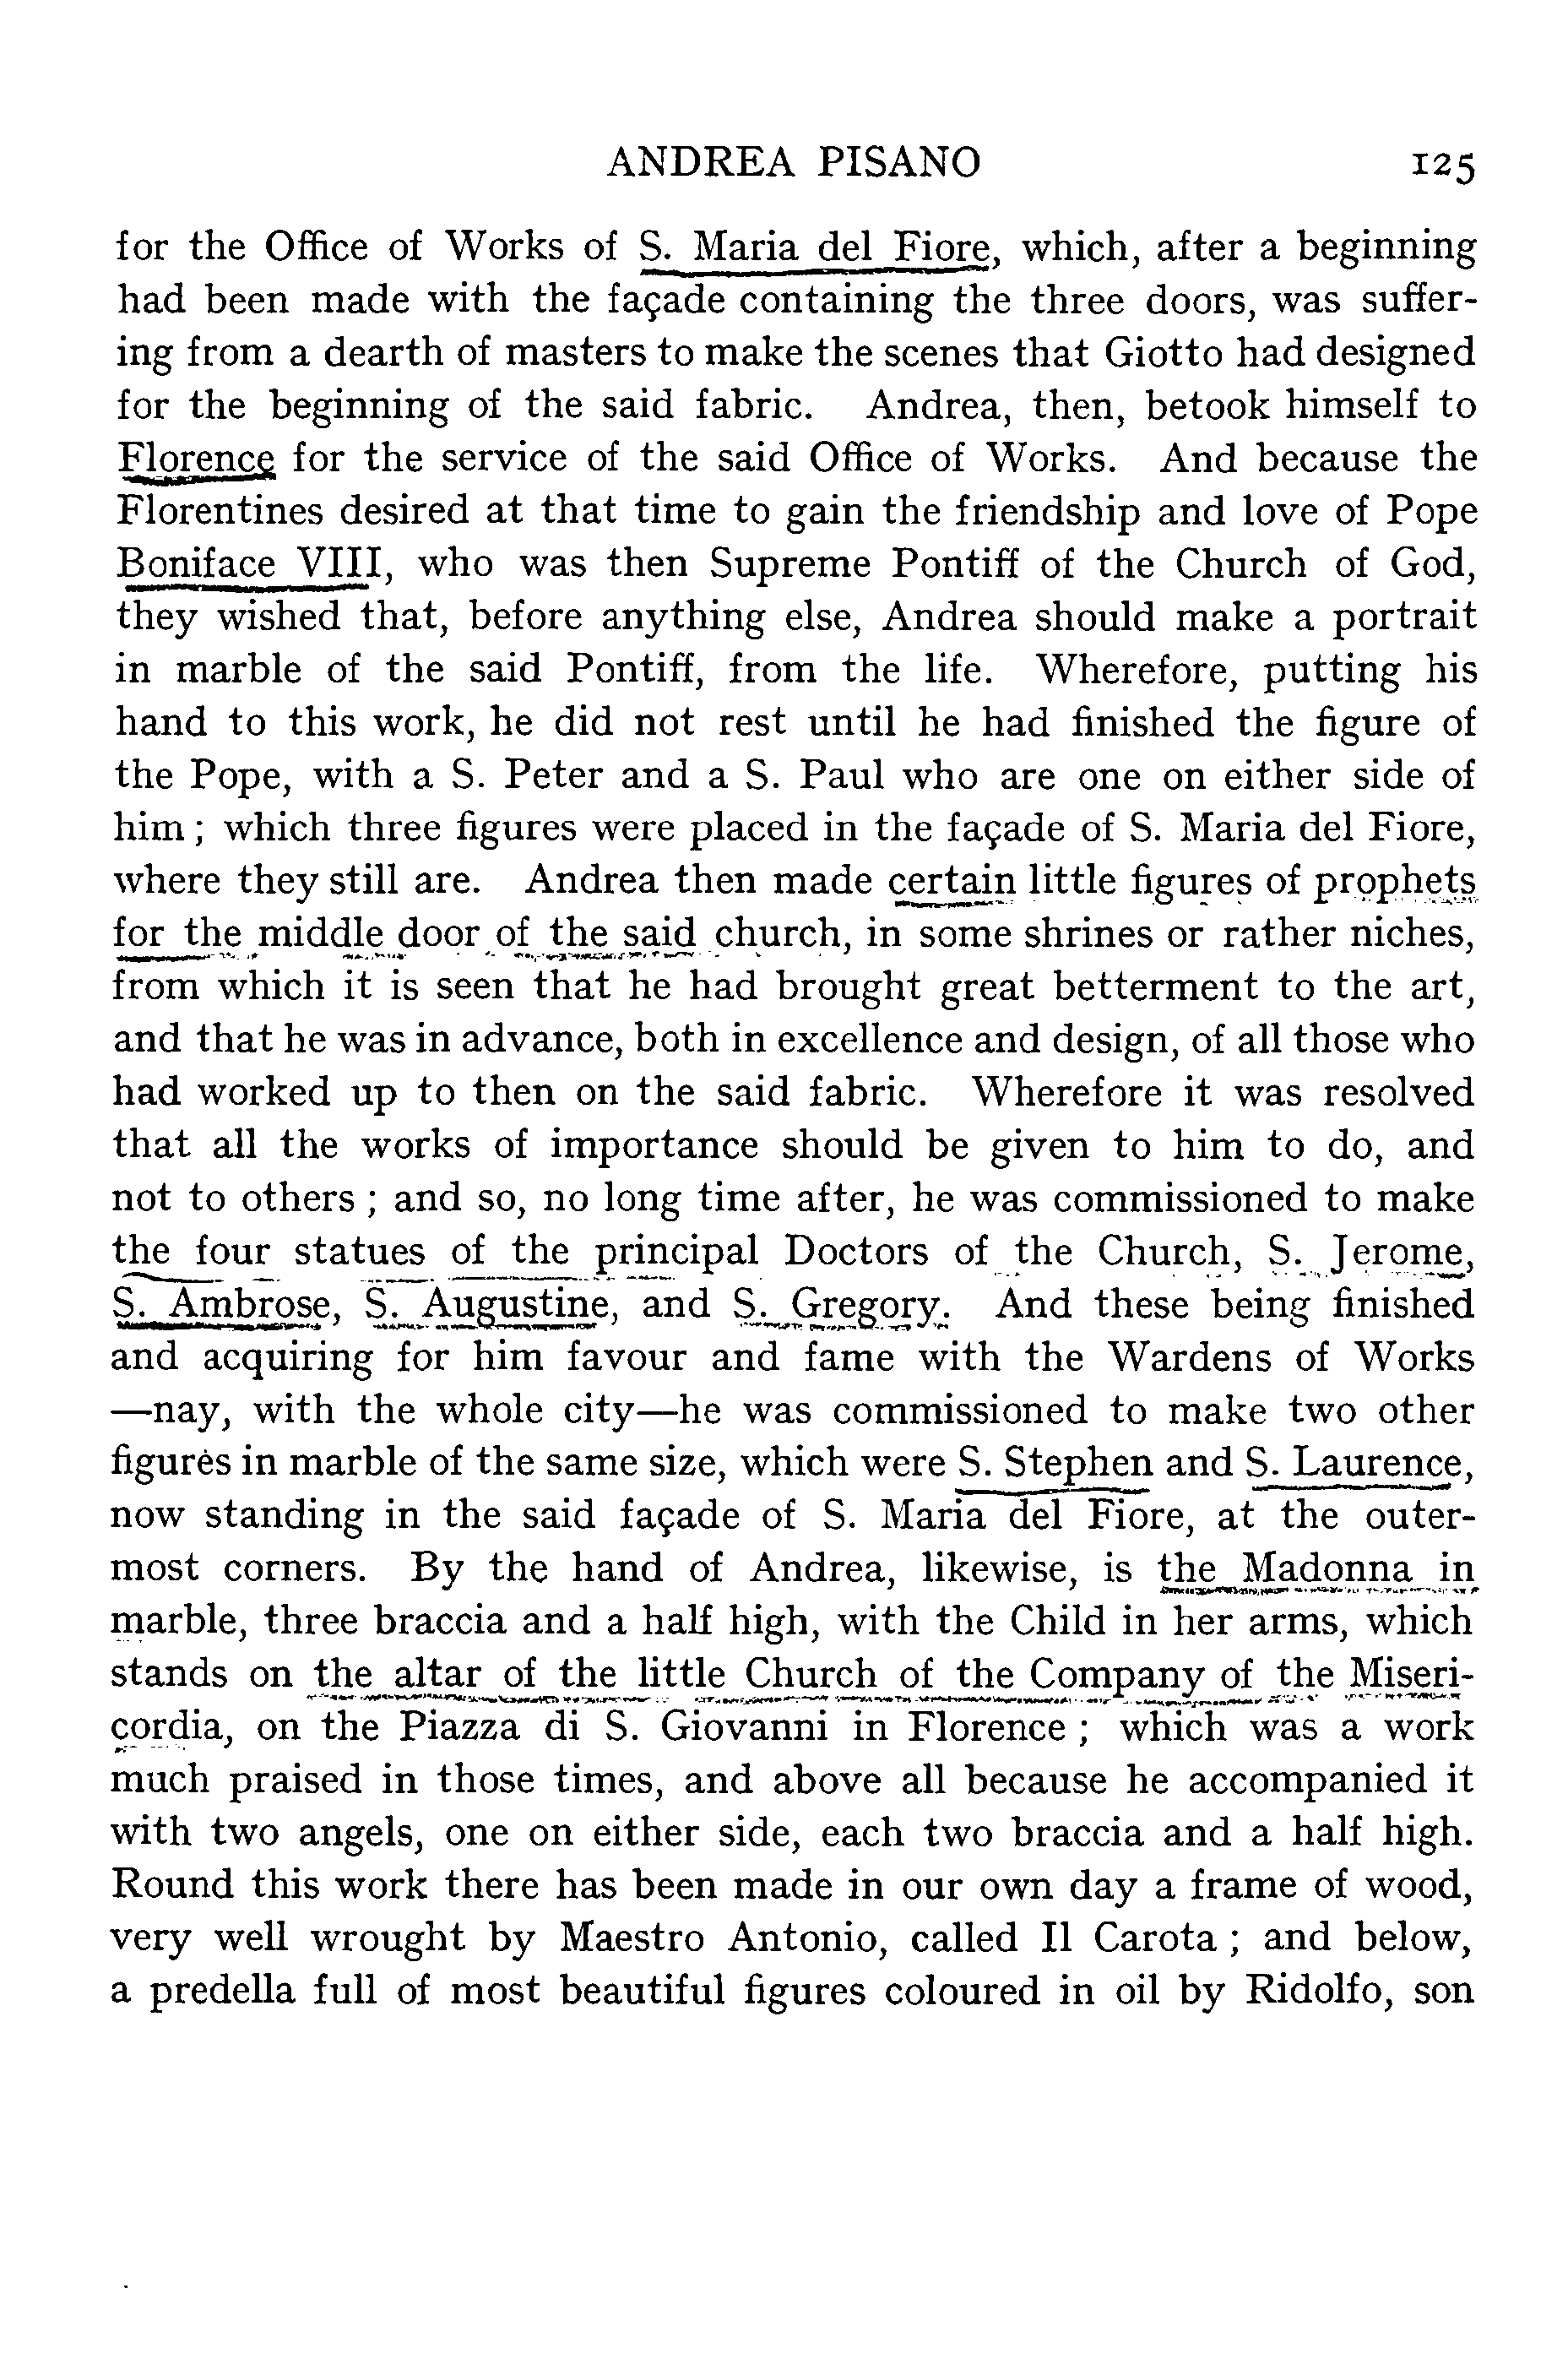 ANDREA PISANO 125
for the Office of Works of S. Maria del Fiore, which, after a beginning
had been made with the façade containing the three doors, was suffer-
ing from a dearth of masters to make the scenes that Giotto had designed
for the beginning of the said fabric. Andrea, then, betook himself to
Florence for the service of the said Office of Works. And because the
Florentines desired at that time to gain the friendship and love of Pope
Boniface VIII, who was then Supreme Pontiff of the Church of God,
they wished that, before anything else, Andrea should make a portrait
in marble of the said Pontiff, from the life. Wherefore, putting his
hand to this work, he did not rest until he had finished the figure of
the Pope, with a S. Peter and a S. Paul who are one on either side of
him; which three figures were placed in the façade of S. Maria del Fiore,
where they still are. Andrea then made certain little figures of prophets
for the middle door of the said church, in some shrines or rather niches,
from which it is seen that he had brought great betterment to the art,
and that he was in advance, both in excellence and design, of all those who
had worked up to then on the said fabric. Wherefore it was resolved
that all the works of importance should be given to him to do, and
not to others; and so, no long time after, he was commissioned to make
the four statues of the principal Doctors of the Church, S. Jerome,
S. Ambrose, S. Augustine, and S. Gregory. And these being finished
and acquiring for him favour and fame with the Wardens of Works
—nay, with the whole city—he was commissioned to make two other
figures in marble of the same size, which were S. Stephen and S. Laurence,
now standing in the said façade of S. Maria del Fiore, at the outer-
most corners. By the hand of Andrea, likewise, is the Madonna in
marble, three braccia and a half high, with the Child in her arms, which
stands on the altar of the little Church of the Company of the Miseri-
cordia, on the Piazza di S. Giovanni in Florence; which was a work
much praised in those times, and above all because he accompanied it
with two angels, one on either side, each two braccia and a half high.
Round this work there has been made in our own day a frame of wood,
very well wrought by Maestro Antonio, called Il Carota; and below,
a predella full of most beautiful figures coloured in oil by Ridolfo, son